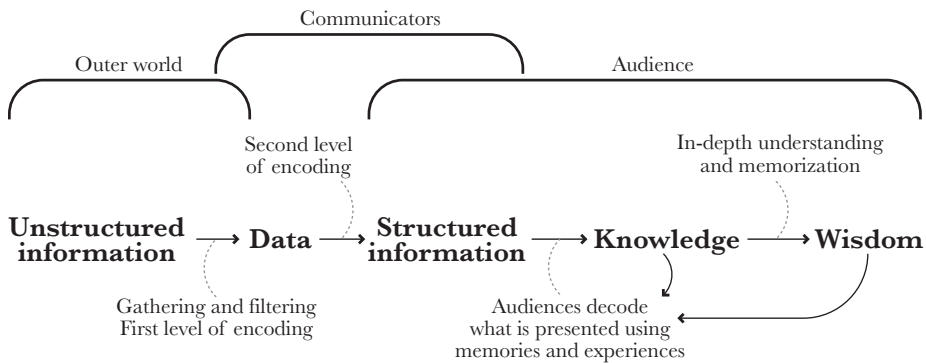 Communicators
Outer world
Audience
Second level
of encoding
In-depth understanding
and memorization
Unstructured
information
Data
Structured
information
Knowledge
Wisdom
Gathering and filtering
First level of encoding
Audiences decode
what is presented using
memories and experiences